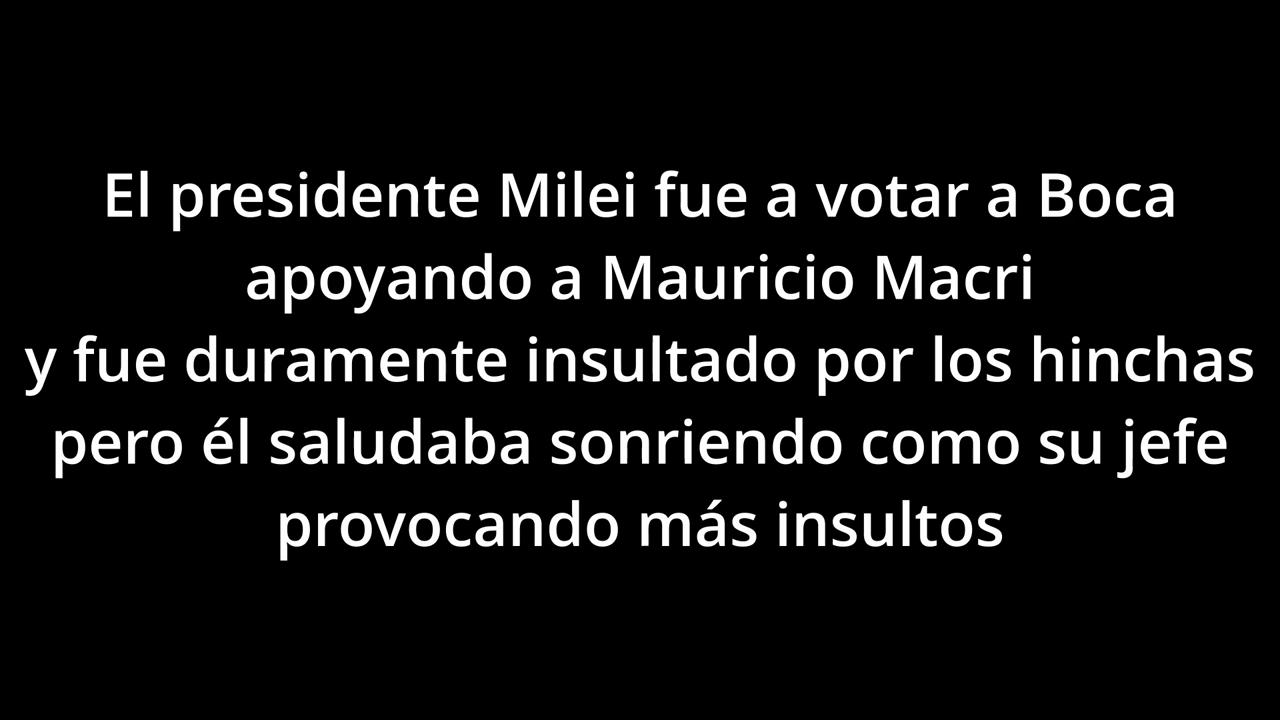 El presidente Milei fue a votar a Boca
apoyando a Mauricio Macri
y fue duramente insultado por los hinchas
pero él saludaba sonriendo como su jefe
provocando más insultos